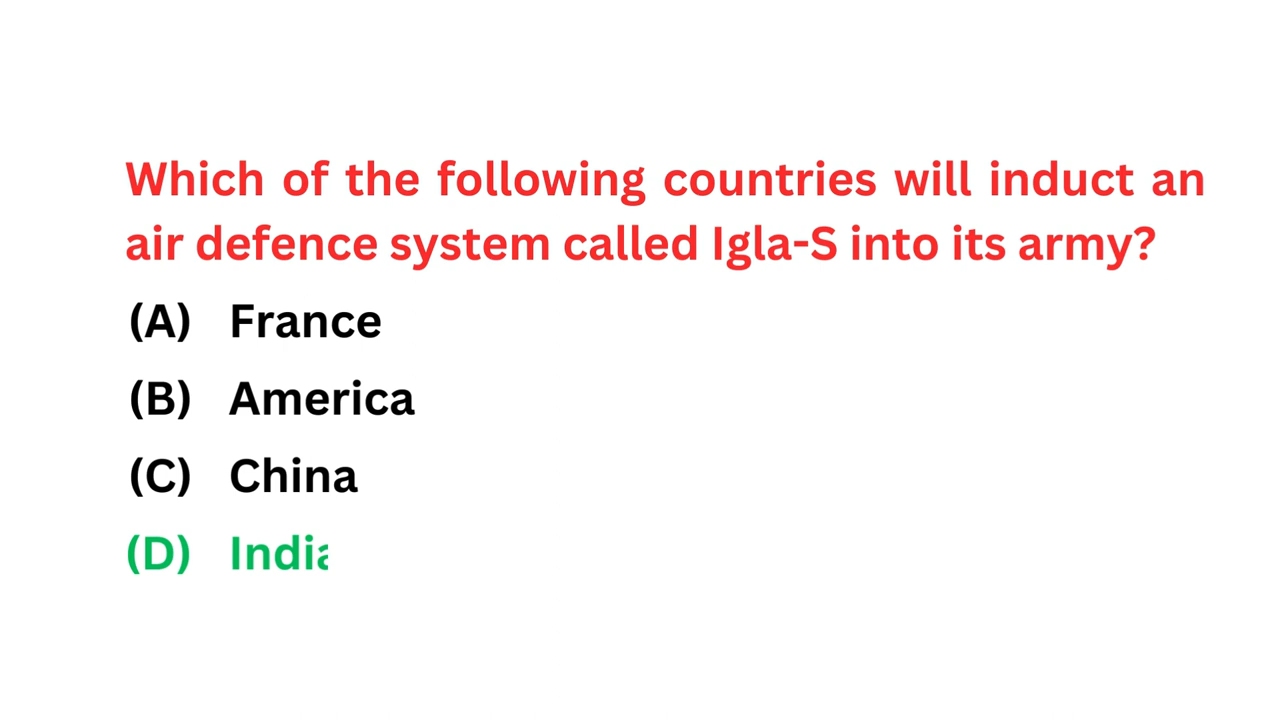 Which of the following countries will induct an
air defence system called Igla-S into its army?
(A) France
(B) America
(C) China
(D) India